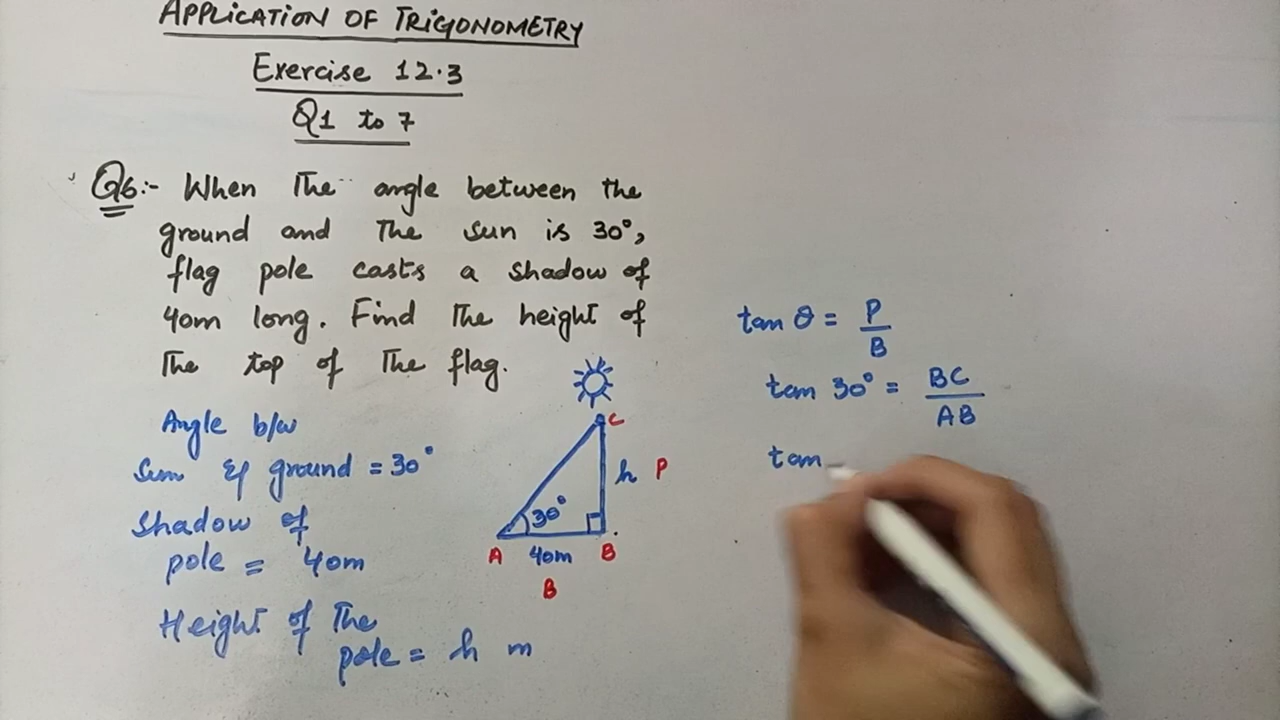 APPLICATION OF TRIGONOMETRY
Exercise 12.3
Q1 to 7
Q6:- When The angle between the
ground and The sun is 30°,
flag pole casts a shadow of
40m long. Find The height of
The top of The flag.
Angle b/w
Sun & ground = 30°
Shadow of
pole = 40m
Height of The
pole = h m
C
h P
30°
A 40m B
B
tan θ = P/B
tan 30° = BC/AB
tan